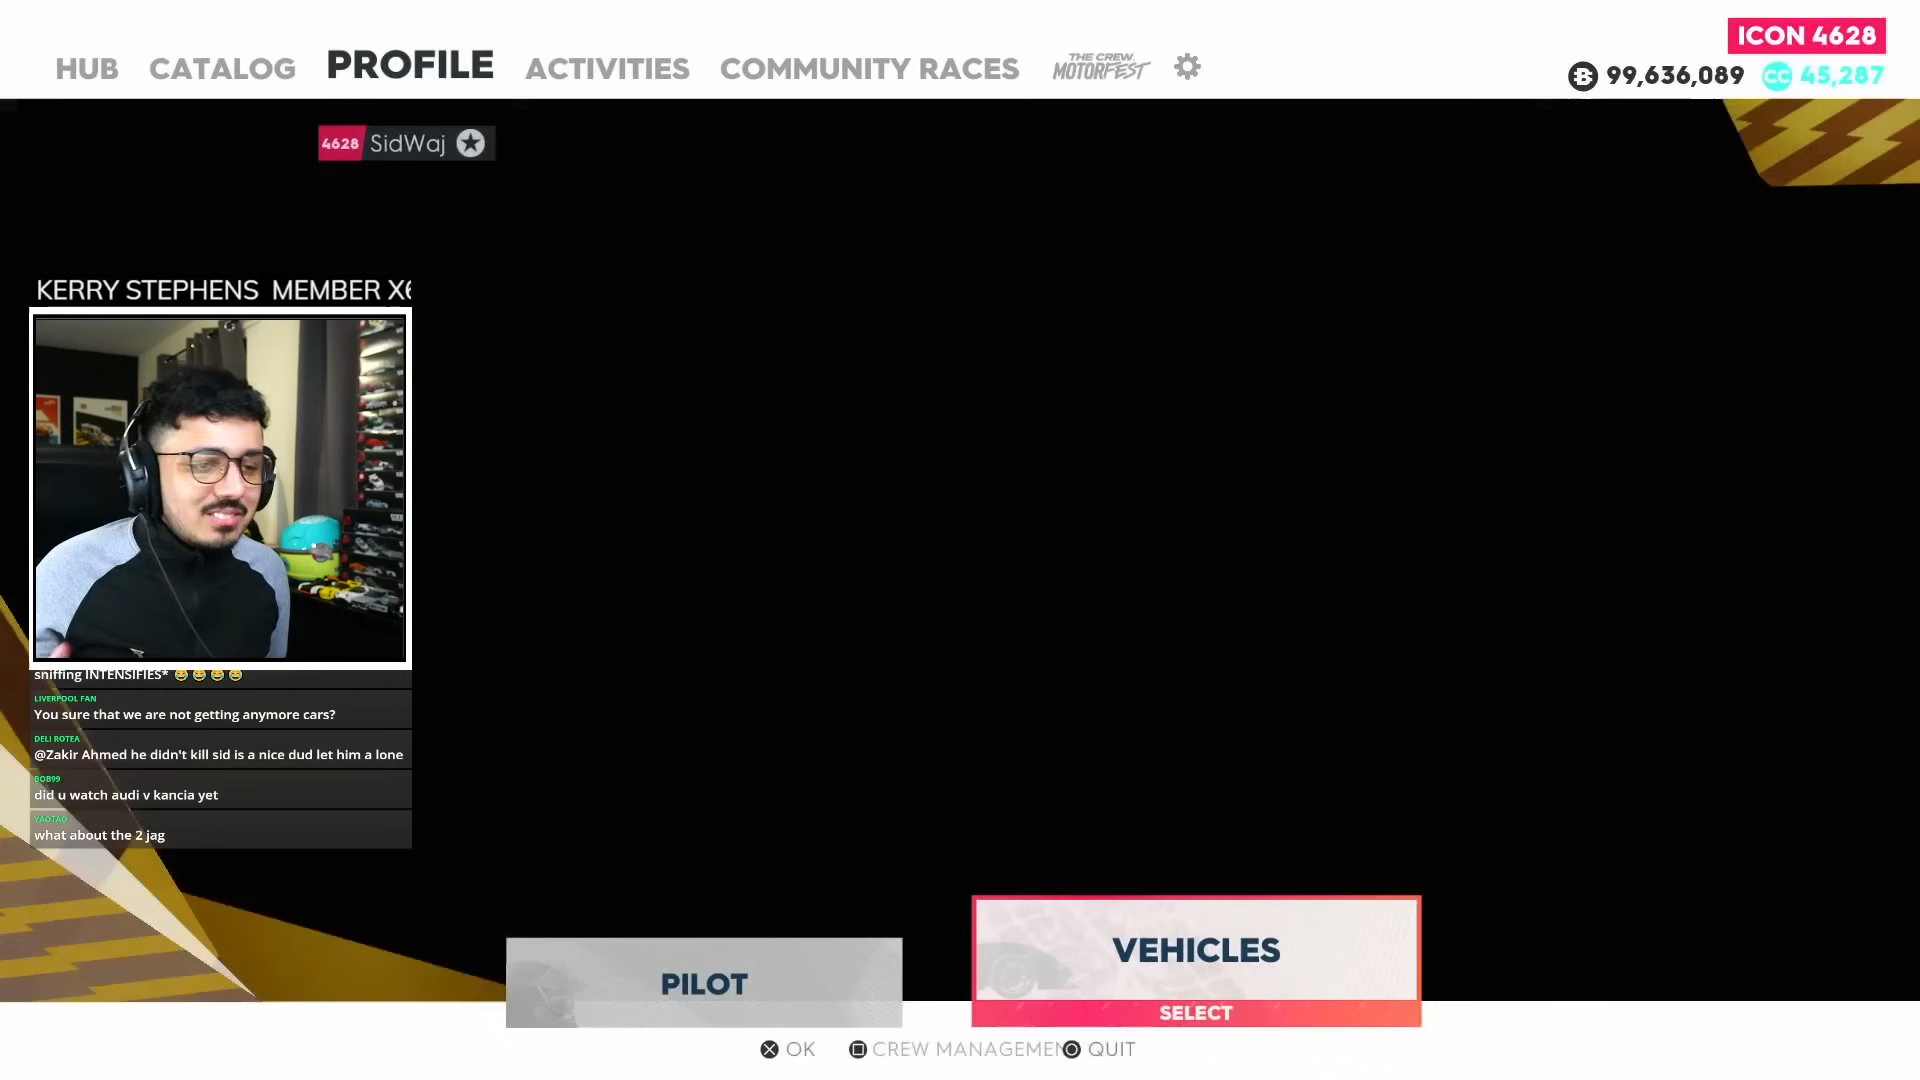 ICON 4628
HUB CATALOG PROFILE ACTIVITIES COMMUNITY RACES THE CREW MOTORFEST
99,636,089 CC 45,287
4628 SidWaj
KERRY STEPHENS MEMBER X6
sniffing INTENSIFIES* 😂 😂 😂 😂
LIVERPOOL FAN
You sure that we are not getting anymore cars?
DELI ROTEA
@Zakir Ahmed he didn't kill sid is a nice dud let him a lone
BOB99
did u watch audi v kancia yet
YAOTAO
what about the 2 jag
VEHICLES
PILOT
SELECT
OK CREW MANAGEMEN QUIT